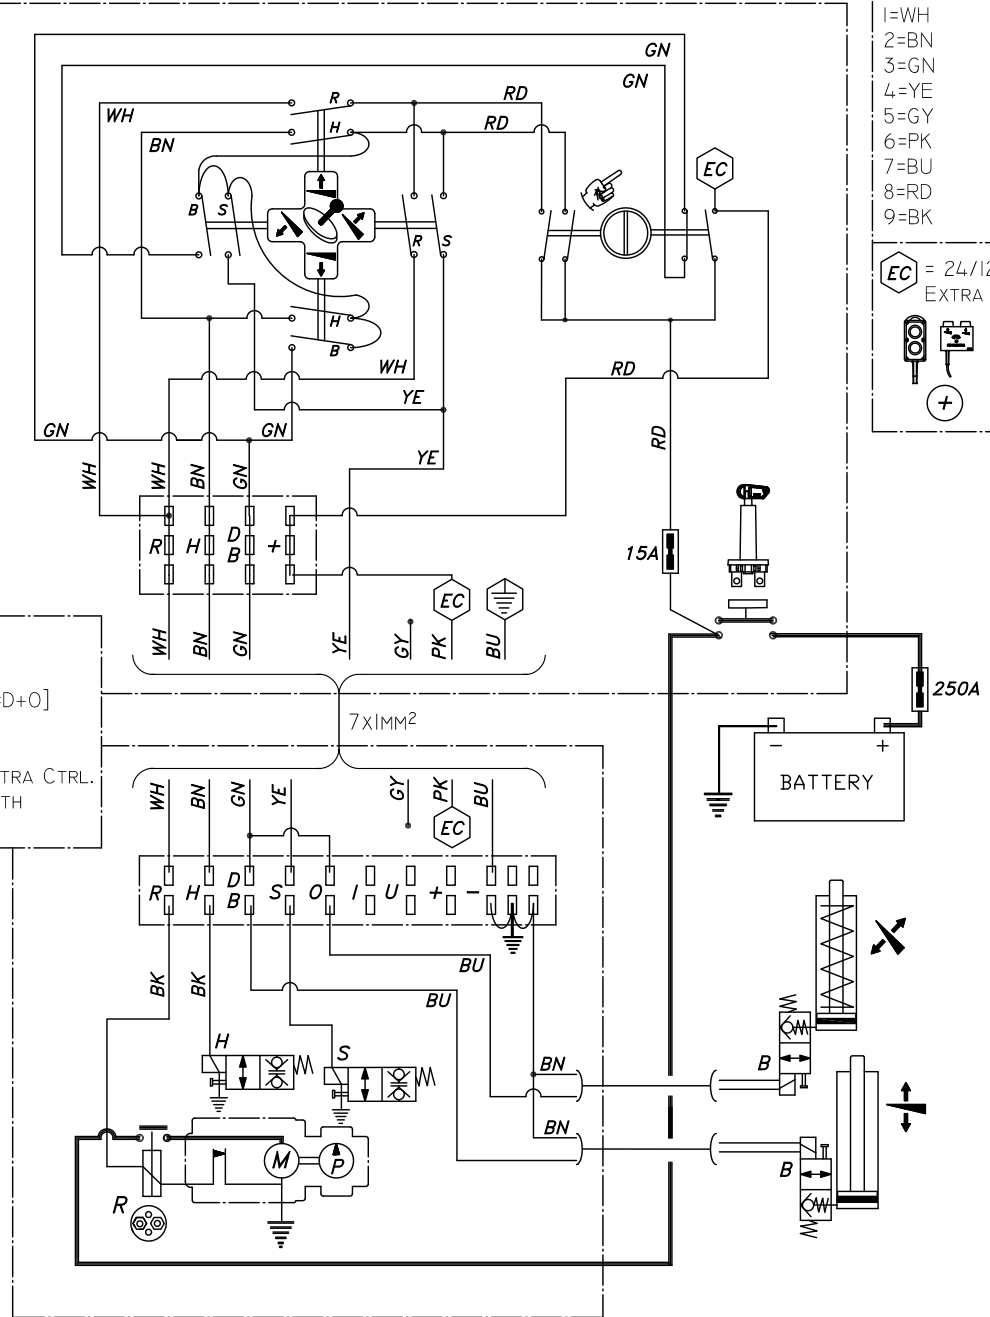 1=WH
2=BN
3=GN
4=YE
5=GY
6=PK
7=BU
8=RD
9=BK
GN
GN
R
RD
WH
H
RD
BN
EC
B
S
R
S
EC = 24/12
EXTRA
H
B
WH
RD
YE
+
GN
GN
RD
YE
WH
WH
BN
GN
R
H
D
B
+
15A
EC
WH
BN
GN
YE
GY
PK
BU
=D+O]
250A
7X1MM²
- +
BATTERY
TRA CTRL.
TH
WH
BN
GN
YE
GY
PK
BU
EC
R
H
D
B
S
O
I
U
+
-
BK
BK
BU
BU
H
S
BN
B
BN
M
P
B
R